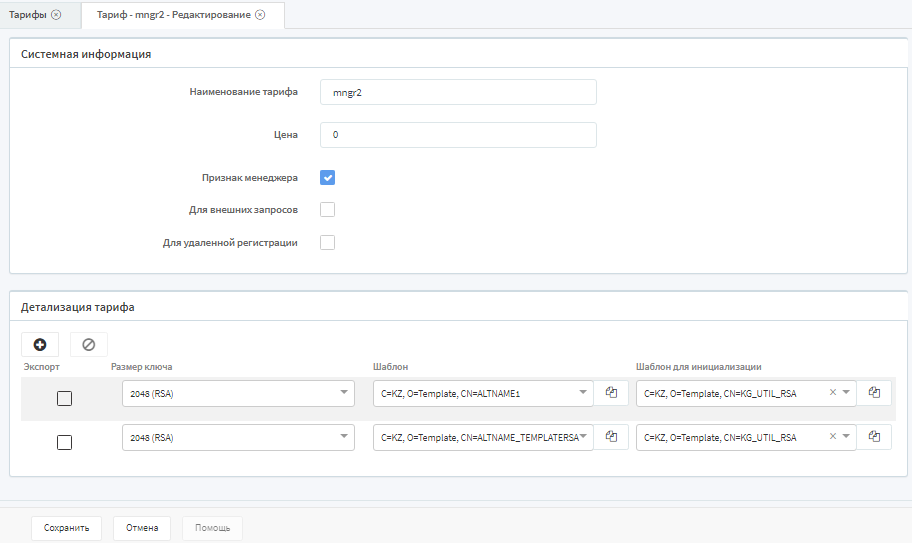 Тарифы
Тариф - mngr2 - Редактирование
Системная информация
Наименование тарифа mngr2
Цена 0
Признак менеджера
Для внешних запросов
Для удаленной регистрации
Детализация тарифа
Экспорт Размер ключа Шаблон Шаблон для инициализации
2048 (RSA) C=KZ, O=Template, CN=ALTNAME1 C=KZ, O=Template, CN=KG_UTIL_RSA
2048 (RSA) C=KZ, O=Template, CN=ALTNAME_TEMPLATERSA C=KZ, O=Template, CN=KG_UTIL_RSA
Сохранить Отмена Помощь